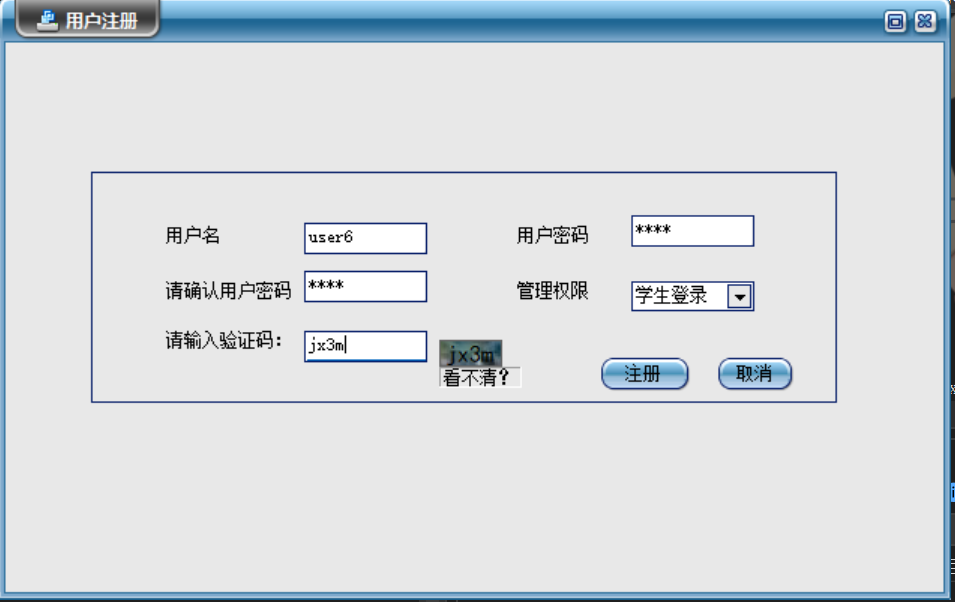 用户注册
用户名 user6 用户密码 ****
请确认用户密码 **** 管理权限 学生登录
请输入验证码： jx3m jx3m
看不清？ 注册 取消